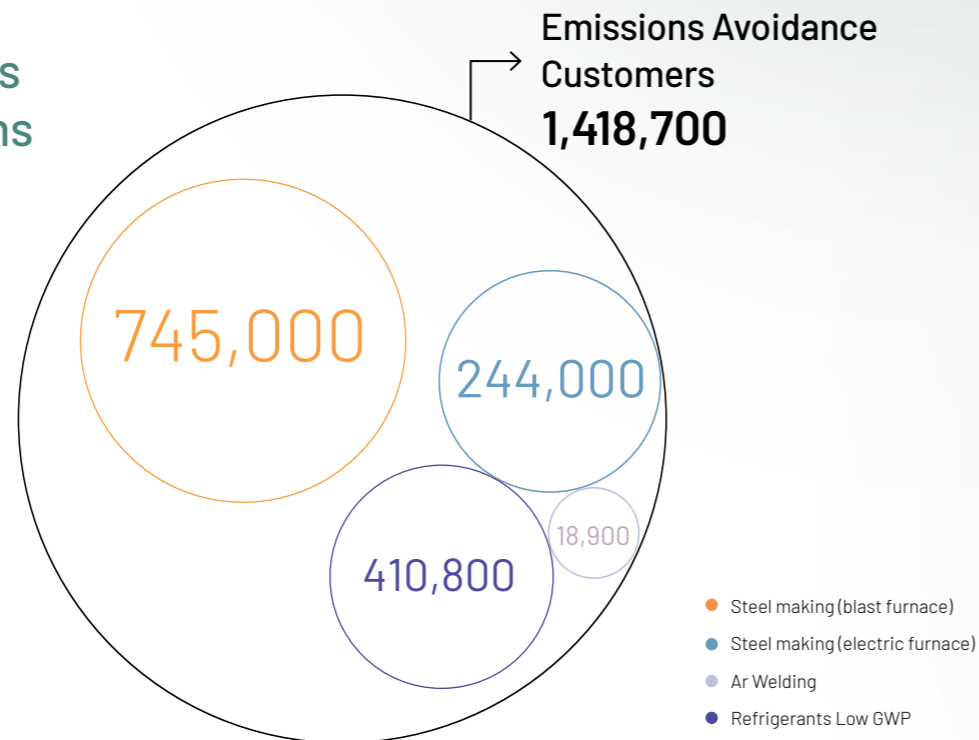 Emissions Avoidance
Customers
1,418,700
745,000
244,000
18,900
410,800
Steel making (blast furnace)
Steel making (electric furnace)
Ar Welding
Refrigerants Low GWP